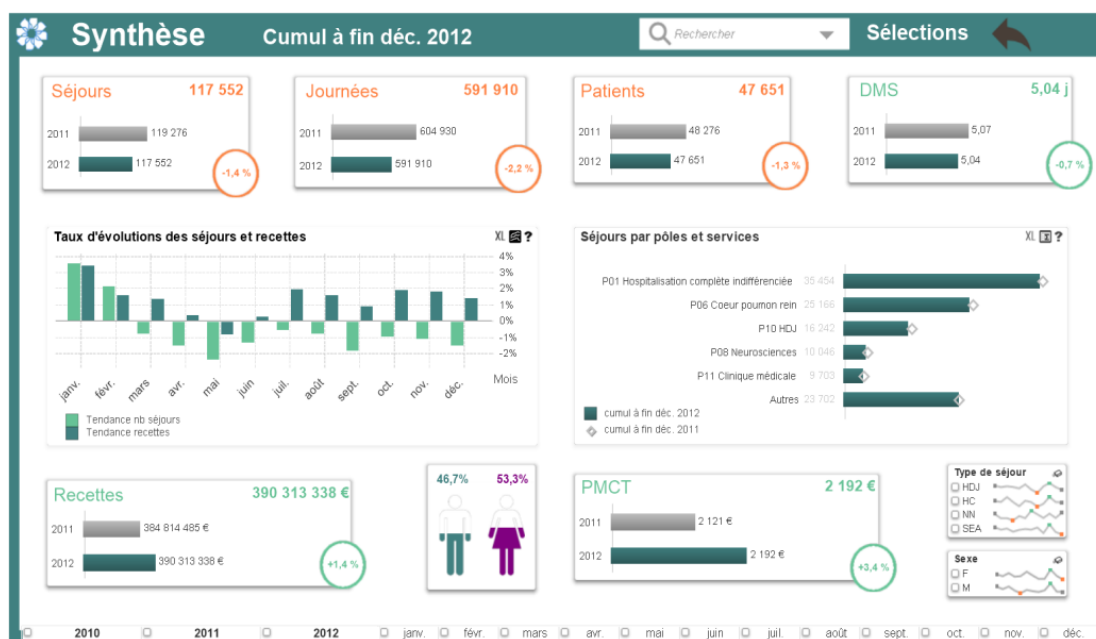 Synthèse
Cumul à fin déc. 2012
Rechercher
Sélections
Séjours 117 552
2011 119 276
2012 117 552
-1,4 %
Journées 591 910
2011 604 930
2012 591 910
-2,2 %
Patients 47 651
2011 48 276
2012 47 651
-1,3 %
DMS 5,04 j
2011 5,07
2012 5,04
-0,7 %
Taux d'évolutions des séjours et recettes XL ?
4%
3%
2%
1%
0%
-1%
-2%
janv. févr. mars avr. mai juin juil. août sept. oct. nov. déc. Mois
Tendance nb séjours
Tendance recettes
Séjours par pôles et services XL ?
P01 Hospitalisation complète indifférenciée 35 454
P06 Coeur poumon rein 25 166
P10 HDJ 16 242
P08 Neurosciences 10 046
P11 Clinique médicale 9 703
Autres 23 702
cumul à fin déc. 2012
cumul à fin déc. 2011
Recettes 390 313 338 €
2011 384 814 485 €
2012 390 313 338 €
+1,4 %
46,7% 53,3%
PMCT 2 192 €
2011 2 121 €
2012 2 192 €
+3,4 %
Type de séjour
HDJ
HC
NN
SEA
Sexe
F
M
2010 2011 2012 janv. févr. mars avr. mai juin juil. août sept. oct. nov. déc.